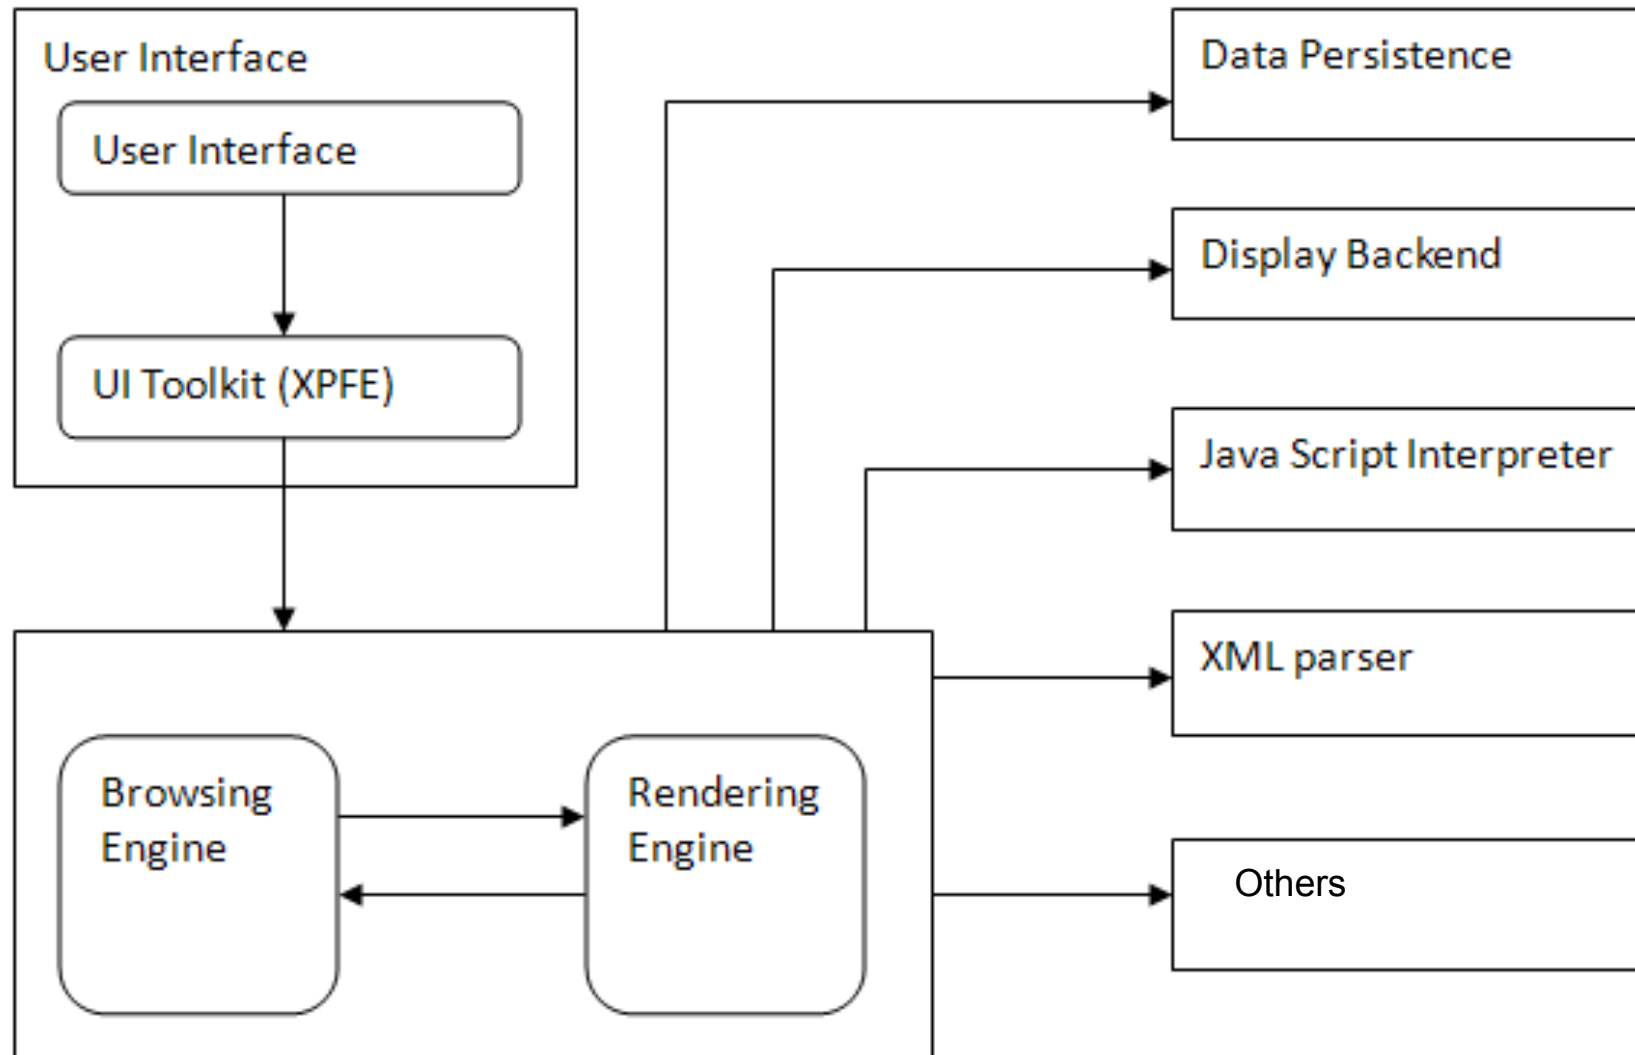 User Interface
User Interface
UI Toolkit (XPFE)
Browsing
Engine
Rendering
Engine
Data Persistence
Display Backend
Java Script Interpreter
XML parser
Others